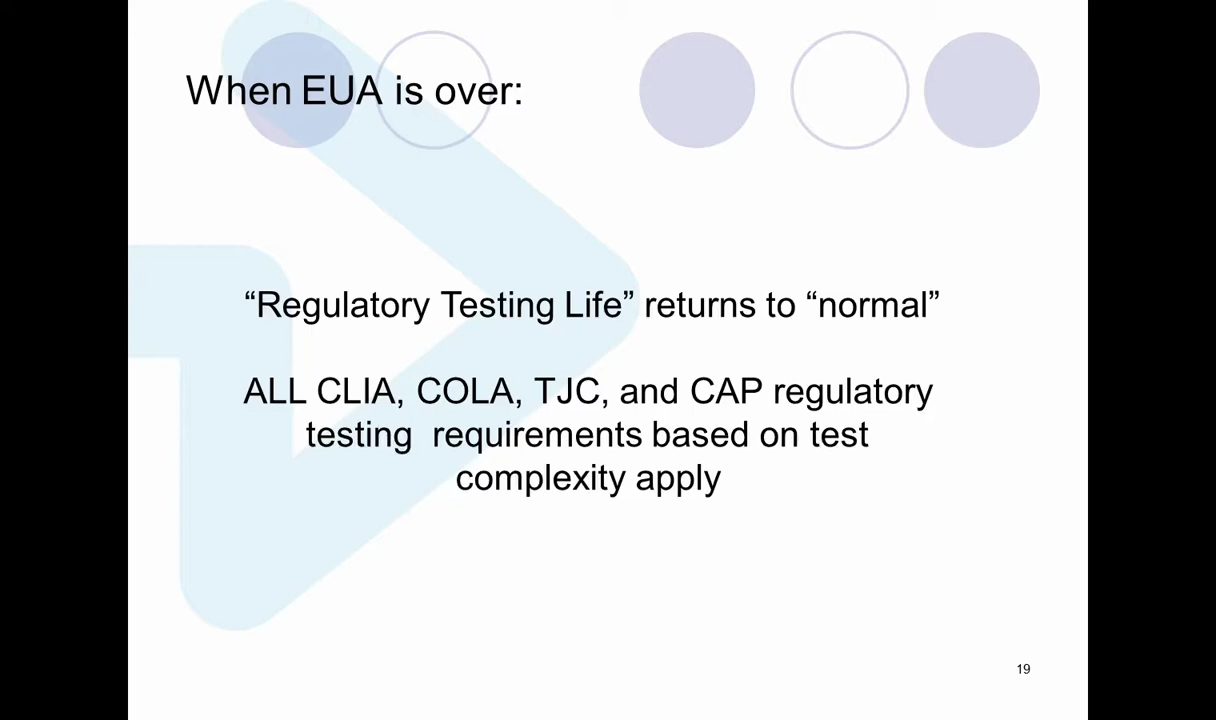 When EUA is over:
“Regulatory Testing Life” returns to “normal”
ALL CLIA, COLA, TJC, and CAP regulatory
testing  requirements based on test
complexity apply
19